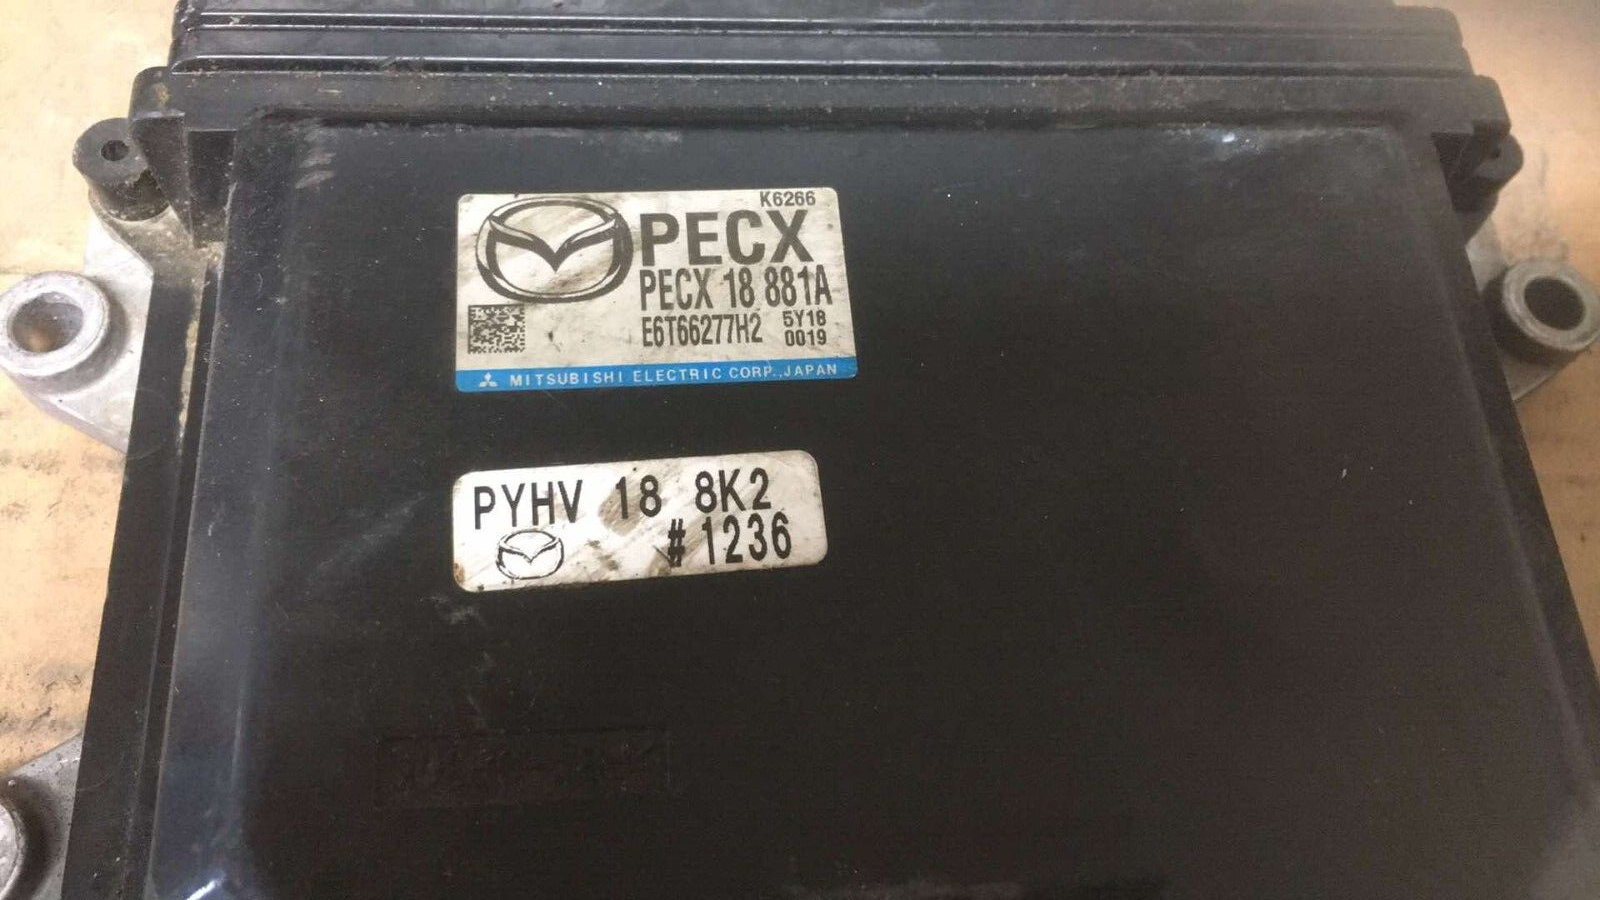 K6266
PECX
PECX 18 881A
E6T66277H2 5Y18
0019
MITSUBISHI ELECTRIC CORP., JAPAN
PYHV 18 8K2
#1236